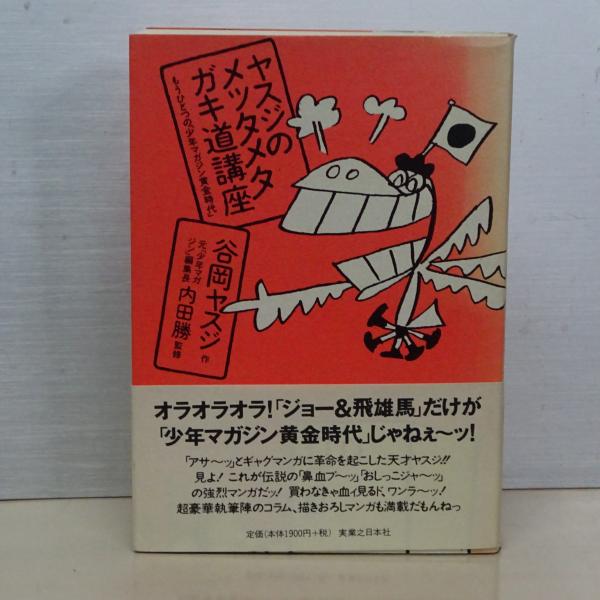 ヤスジの
メッタメタ
ガキ道講座
もうひとつの「少年マガジン黄金時代」
谷岡ヤスジ 作
元「少年マガ
ジン」編集長 内田勝 監修
オラオラオラ!「ジョー&飛雄馬」だけが
「少年マガジン黄金時代」じゃねぇ〜ッ!
「アサ〜ッ」とギャグマンガに革命を起こした天才ヤスジ!!
見よ! これが伝説の「鼻血ブ〜ッ」「おしっこジャ〜ッ」
の強烈マンガだッ! 買わなきゃ血ィ見るド、ワンラ〜ッ!
超豪華執筆陣のコラム、描きおろしマンガも満載だもんねっ
定価(本体1900円+税) 実業之日本社